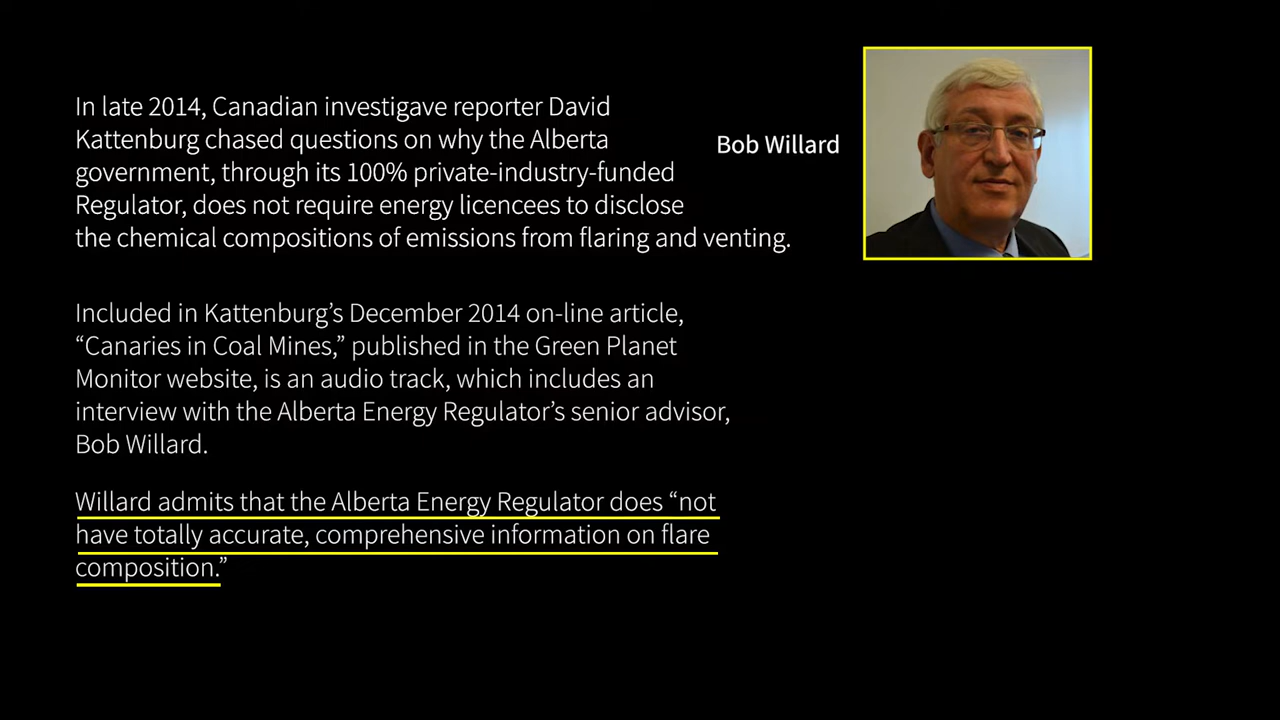 In late 2014, Canadian investigave reporter David
Kattenburg chased questions on why the Alberta
government, through its 100% private-industry-funded
Regulator, does not require energy licencees to disclose
the chemical compositions of emissions from flaring and venting.
Bob Willard
Included in Kattenburg’s December 2014 on-line article,
“Canaries in Coal Mines,” published in the Green Planet
Monitor website, is an audio track, which includes an
interview with the Alberta Energy Regulator’s senior advisor,
Bob Willard.
Willard admits that the Alberta Energy Regulator does “not
have totally accurate, comprehensive information on flare
composition.”